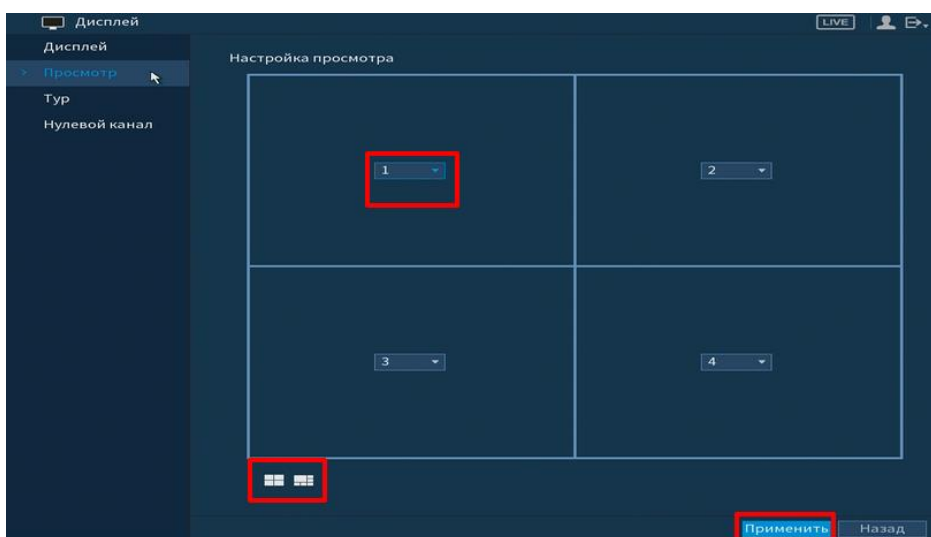 Дисплей
LIVE
Дисплей
Просмотр
Тур
Нулевой канал
Настройка просмотра
1
2
3
4
Применить
Назад